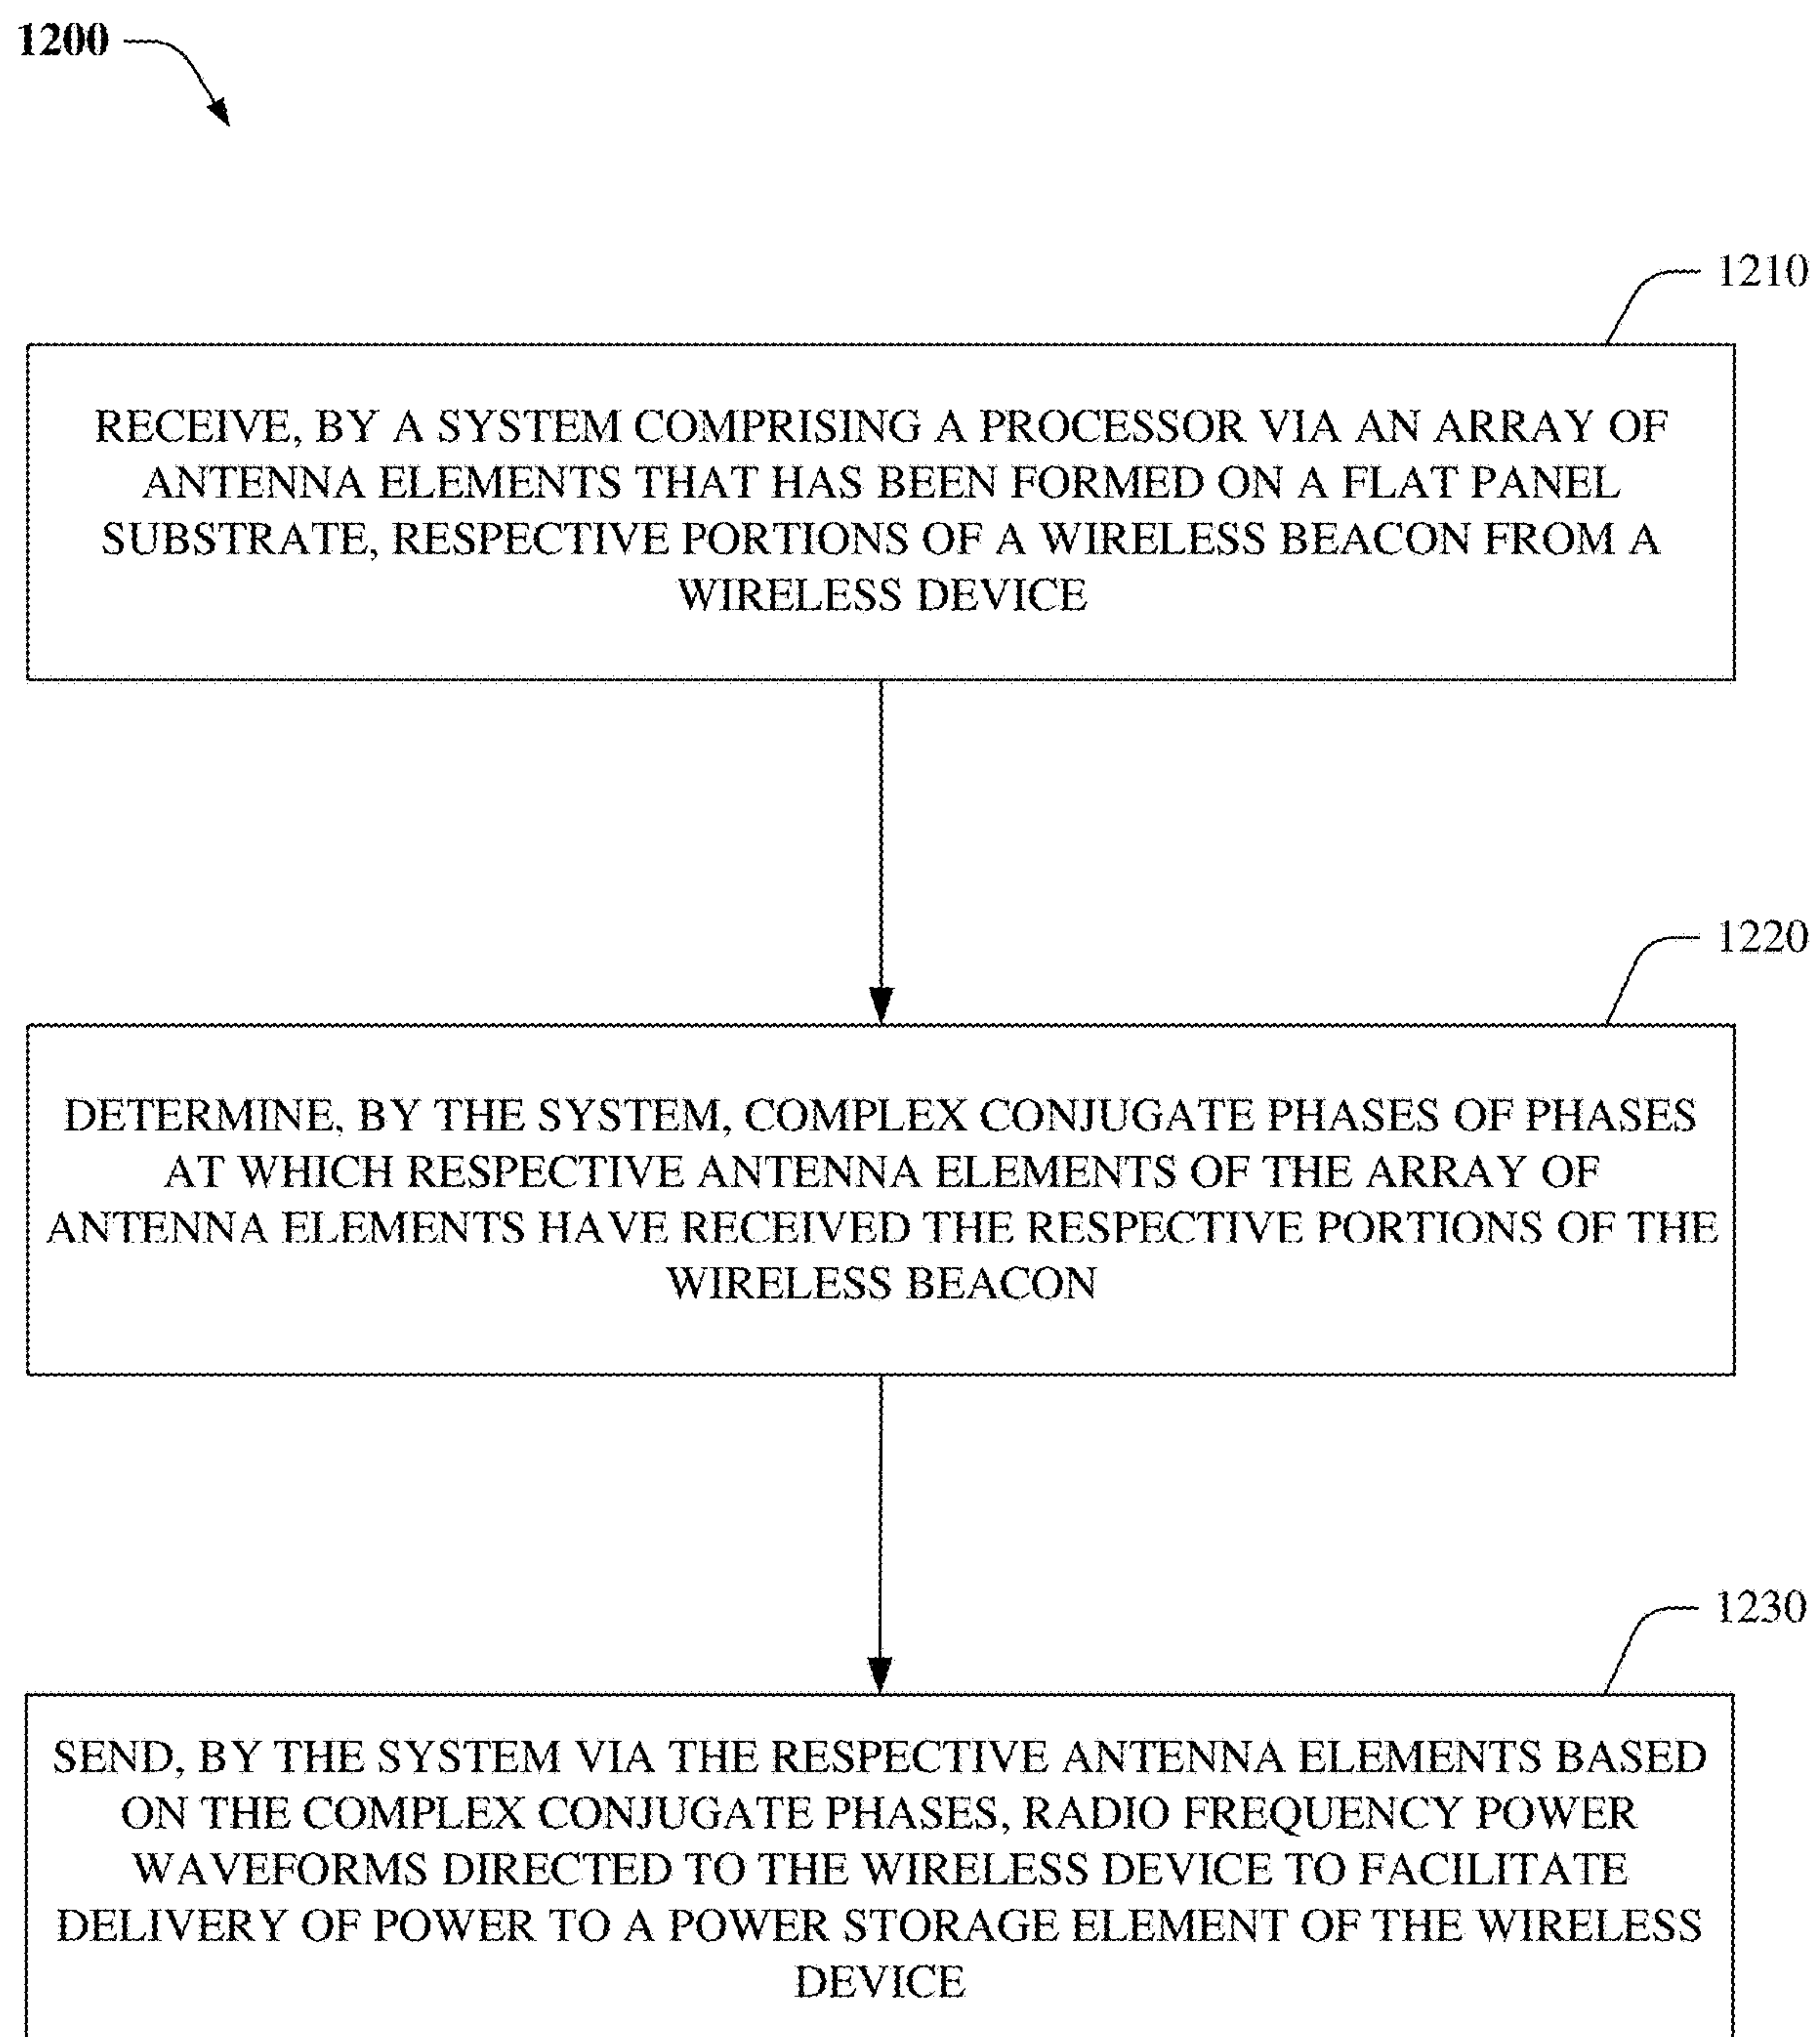 1200
1210
RECEIVE, BY A SYSTEM COMPRISING A PROCESSOR VIA AN ARRAY OF
ANTENNA ELEMENTS THAT HAS BEEN FORMED ON A FLAT PANEL
SUBSTRATE, RESPECTIVE PORTIONS OF A WIRELESS BEACON FROM A
WIRELESS DEVICE
1220
DETERMINE, BY THE SYSTEM, COMPLEX CONJUGATE PHASES OF PHASES
AT WHICH RESPECTIVE ANTENNA ELEMENTS OF THE ARRAY OF
ANTENNA ELEMENTS HAVE RECEIVED THE RESPECTIVE PORTIONS OF THE
WIRELESS BEACON
1230
SEND, BY THE SYSTEM VIA THE RESPECTIVE ANTENNA ELEMENTS BASED
ON THE COMPLEX CONJUGATE PHASES, RADIO FREQUENCY POWER
WAVEFORMS DIRECTED TO THE WIRELESS DEVICE TO FACILITATE
DELIVERY OF POWER TO A POWER STORAGE ELEMENT OF THE WIRELESS
DEVICE